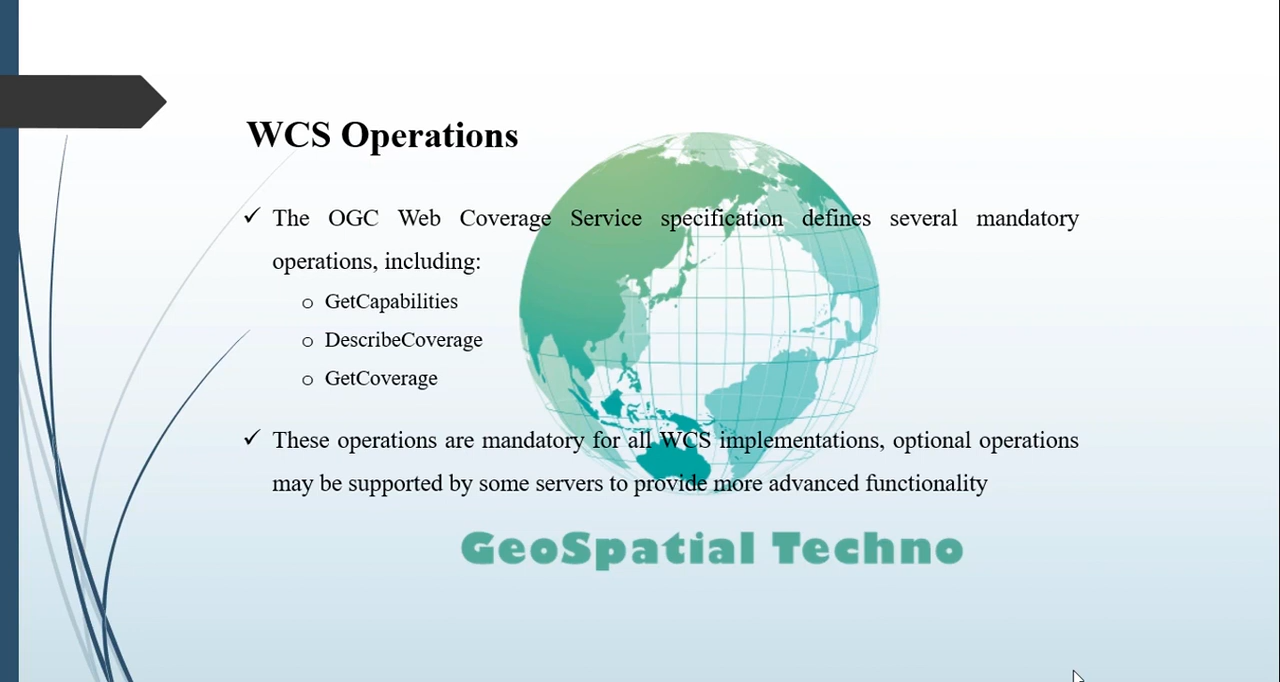 WCS Operations
✓ The OGC Web Coverage Service specification defines several mandatory
operations, including:
o GetCapabilities
o DescribeCoverage
o GetCoverage
✓ These operations are mandatory for all WCS implementations, optional operations
may be supported by some servers to provide more advanced functionality
GeoSpatial Techno